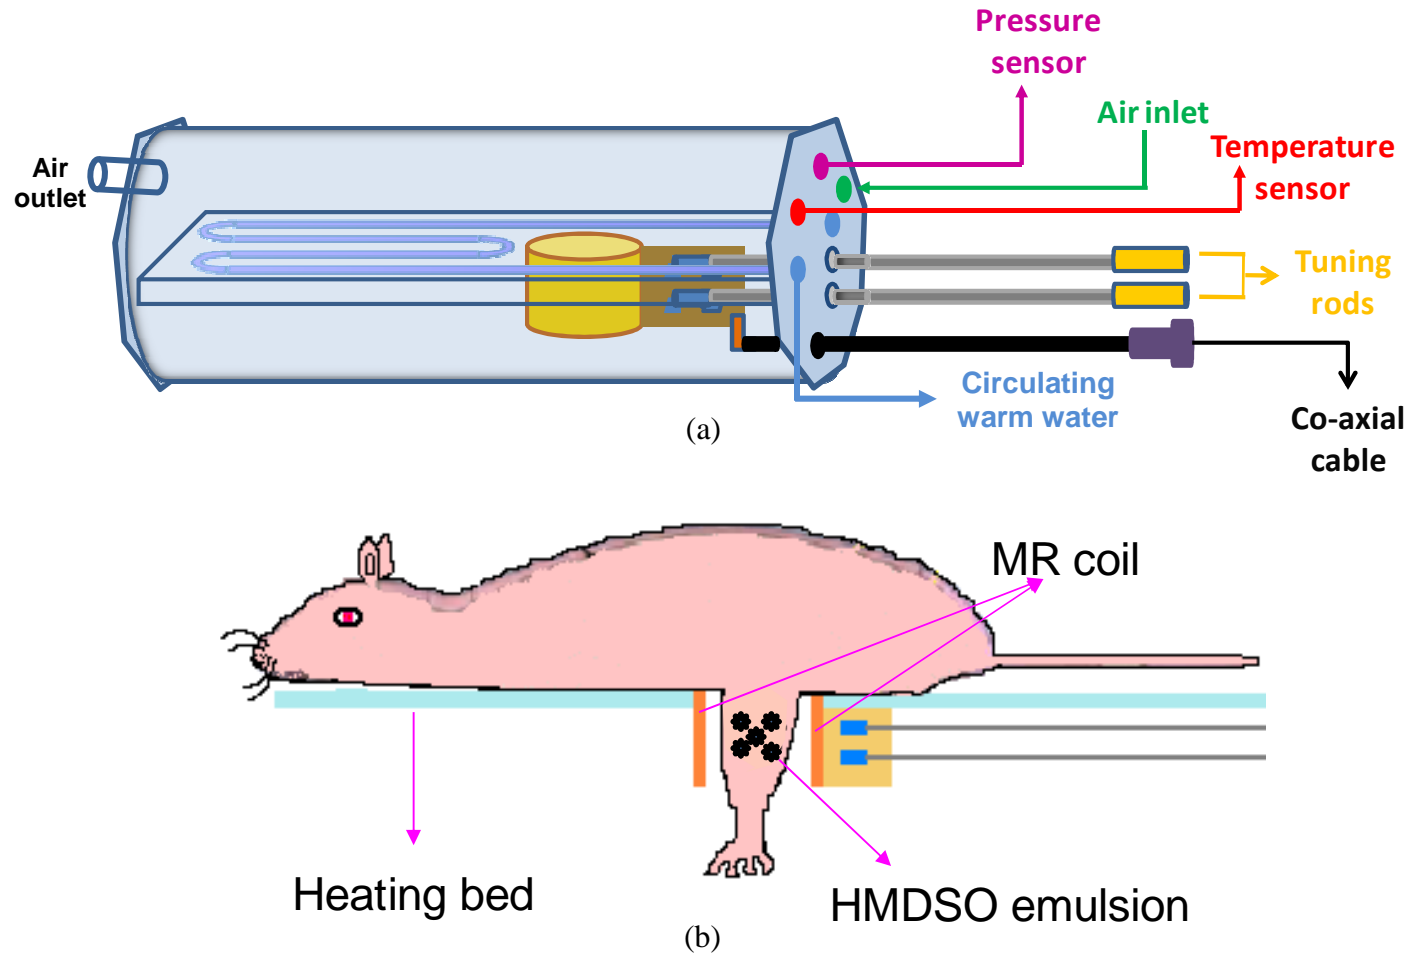 Pressure
sensor
Air inlet
Temperature
sensor
Air
outlet
Tuning
rods
Circulating
warm water
Co-axial
cable
(a)
MR coil
Heating bed
HMDSO emulsion
(b)